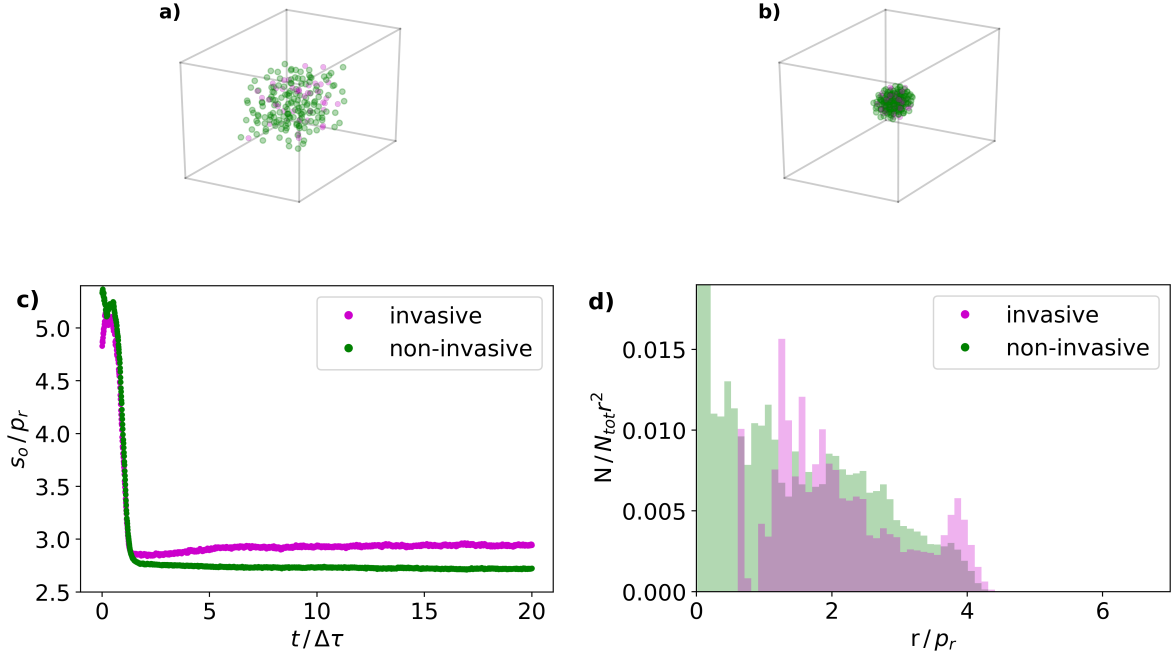 a)
b)
c)
invasive
non-invasive
5.0
4.5
4.0
3.5
3.0
2.5
s_o/p_r
0
5
10
15
20
t/Δτ
d)
invasive
non-invasive
0.015
0.010
0.005
0.000
N/N_{tot}r^2
0
2
4
6
r/p_r